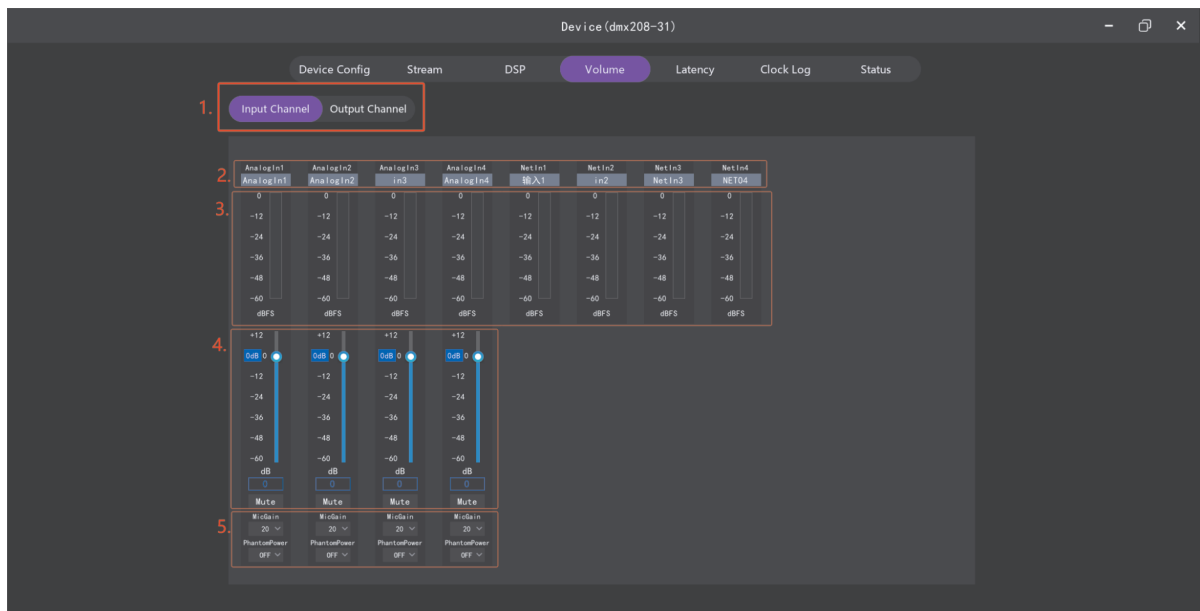 Device(dmx208-31)
Device Config Stream DSP Volume Latency Clock Log Status
1. Input Channel Output Channel
AnalogIn1 AnalogIn2 AnalogIn3 AnalogIn4 NetIn1 NetIn2 NetIn3 NetIn4
2. AnalogIn1 AnalogIn2 in3 AnalogIn4 输入1 in2 NetIn3 NET04
0 0 0 0 0 0 0 0
3. -12 -12 -12 -12 -12 -12 -12 -12
-24 -24 -24 -24 -24 -24 -24 -24
-36 -36 -36 -36 -36 -36 -36 -36
-48 -48 -48 -48 -48 -48 -48 -48
-60 -60 -60 -60 -60 -60 -60 -60
dBFS dBFS dBFS dBFS dBFS dBFS dBFS dBFS
+12 +12 +12 +12
4. 0dB 0 0dB 0 0dB 0 0dB 0
-12 -12 -12 -12
-24 -24 -24 -24
-36 -36 -36 -36
-48 -48 -48 -48
-60 -60 -60 -60
dB dB dB dB
0 0 0 0
Mute Mute Mute Mute
MicGain MicGain MicGain MicGain
5. 20 20 20 20
PhantomPower PhantomPower PhantomPower PhantomPower
OFF OFF OFF OFF